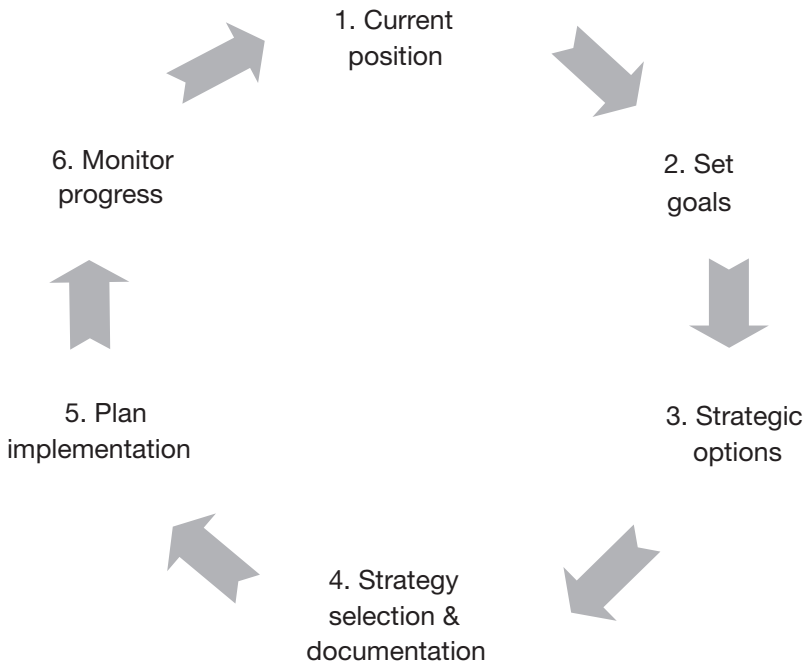 1. Current
position
2. Set
goals
3. Strategic
options
4. Strategy
selection &
documentation
5. Plan
implementation
6. Monitor
progress